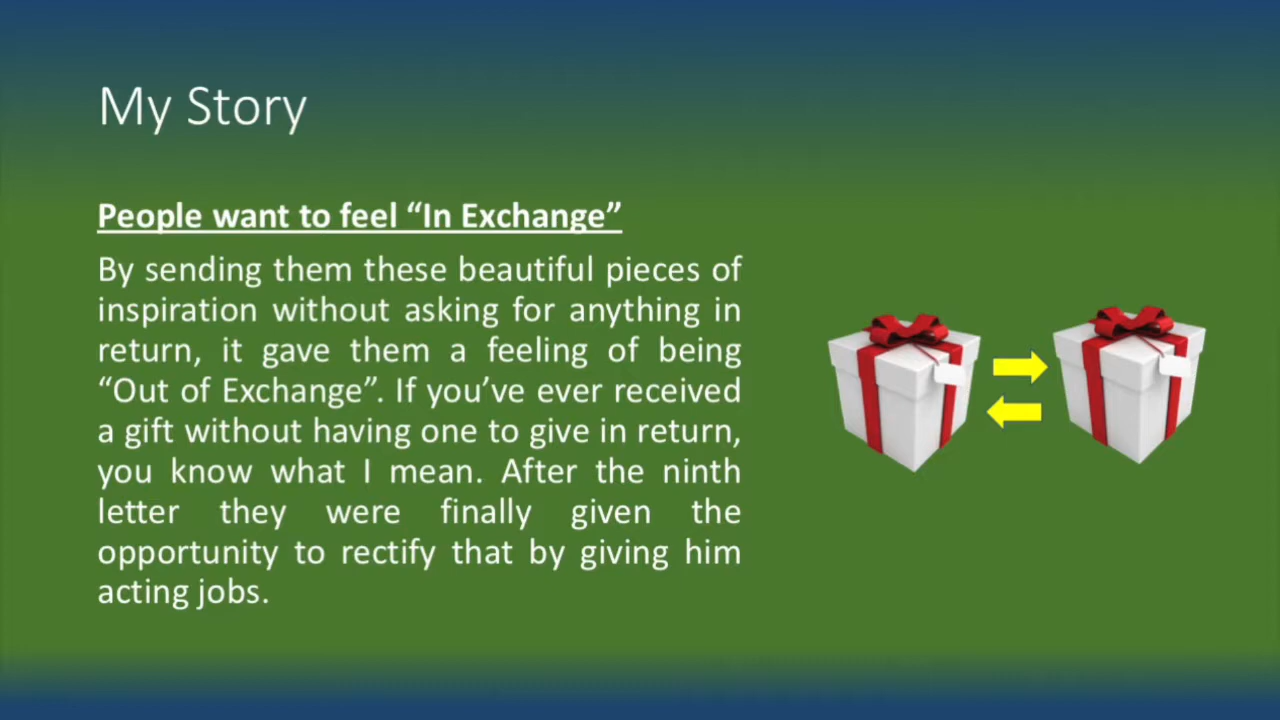 My Story
People want to feel “In Exchange”
By sending them these beautiful pieces of
inspiration without asking for anything in
return, it gave them a feeling of being
“Out of Exchange”. If you’ve ever received
a gift without having one to give in return,
you know what I mean. After the ninth
letter they were finally given the
opportunity to rectify that by giving him
acting jobs.